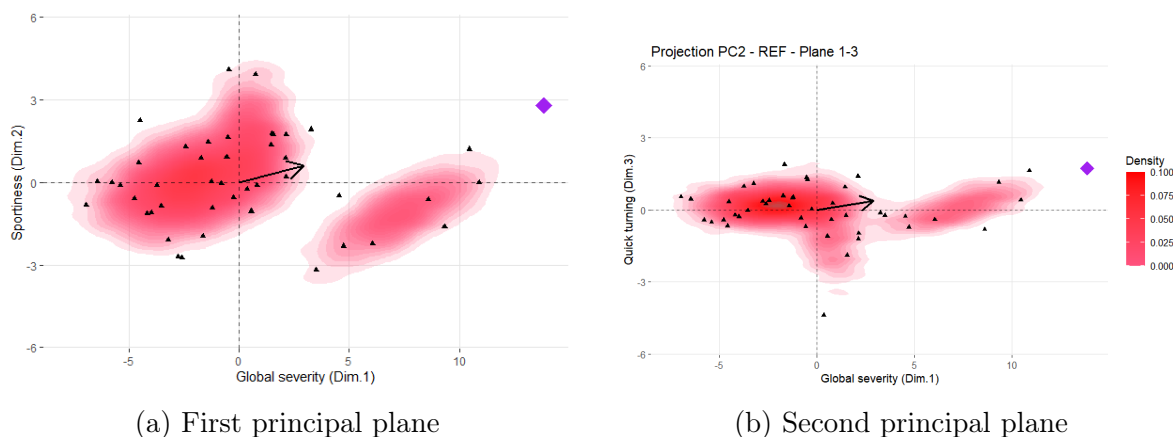 6
3
0
-3
-6
Sportiness (Dim.2)
-5
0
5
10
Global severity (Dim.1)
(a) First principal plane
Projection PC2 - REF - Plane 1-3
6
3
0
-3
-6
Quick turning (Dim.3)
-5
0
5
10
Global severity (Dim.1)
Density
0.100
0.075
0.050
0.025
0.000
(b) Second principal plane